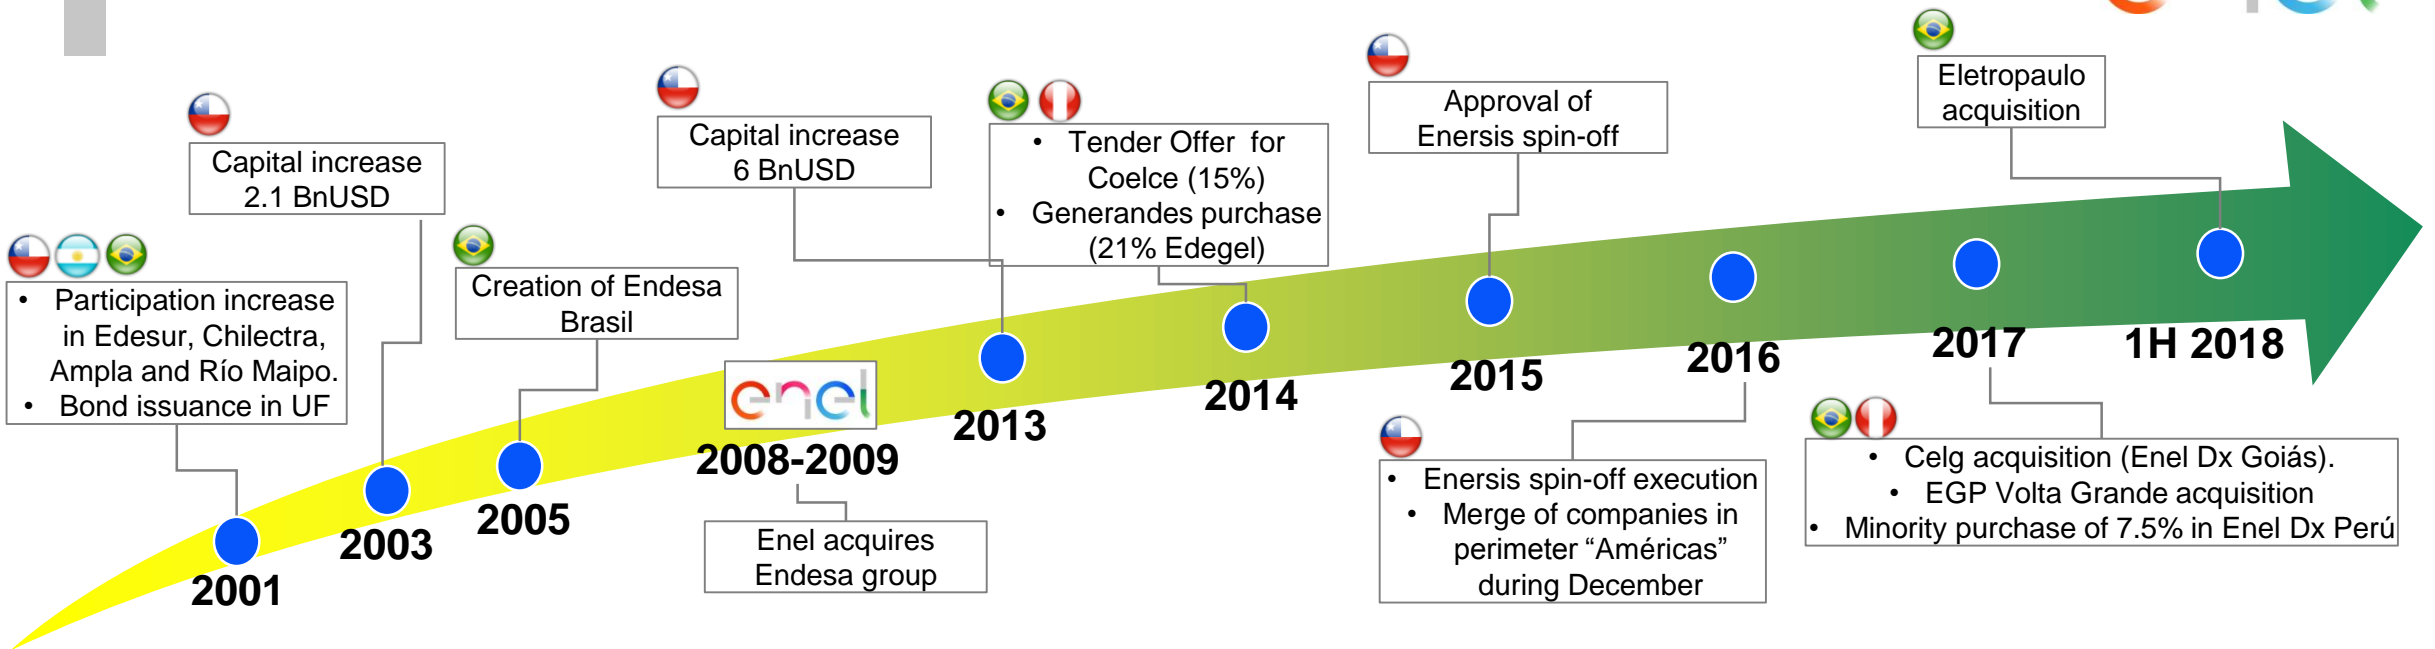 enel
Eletropaulo
acquisition
Approval of
Enersis spin-off
Capital increase
6 BnUSD
• Tender Offer for
Coelce (15%)
• Generandes purchase
(21% Edegel)
Capital increase
2.1 BnUSD
Creation of Endesa
Brasil
• Participation increase
in Edesur, Chilectra,
Ampla and Río Maipo.
• Bond issuance in UF
enel
2001
2003
2005
2008-2009
2013
2014
2015
2016
2017
1H 2018
Enel acquires
Endesa group
• Enersis spin-off execution
• Merge of companies in
perimeter “Américas”
during December
• Celg acquisition (Enel Dx Goiás).
• EGP Volta Grande acquisition
• Minority purchase of 7.5% in Enel Dx Perú